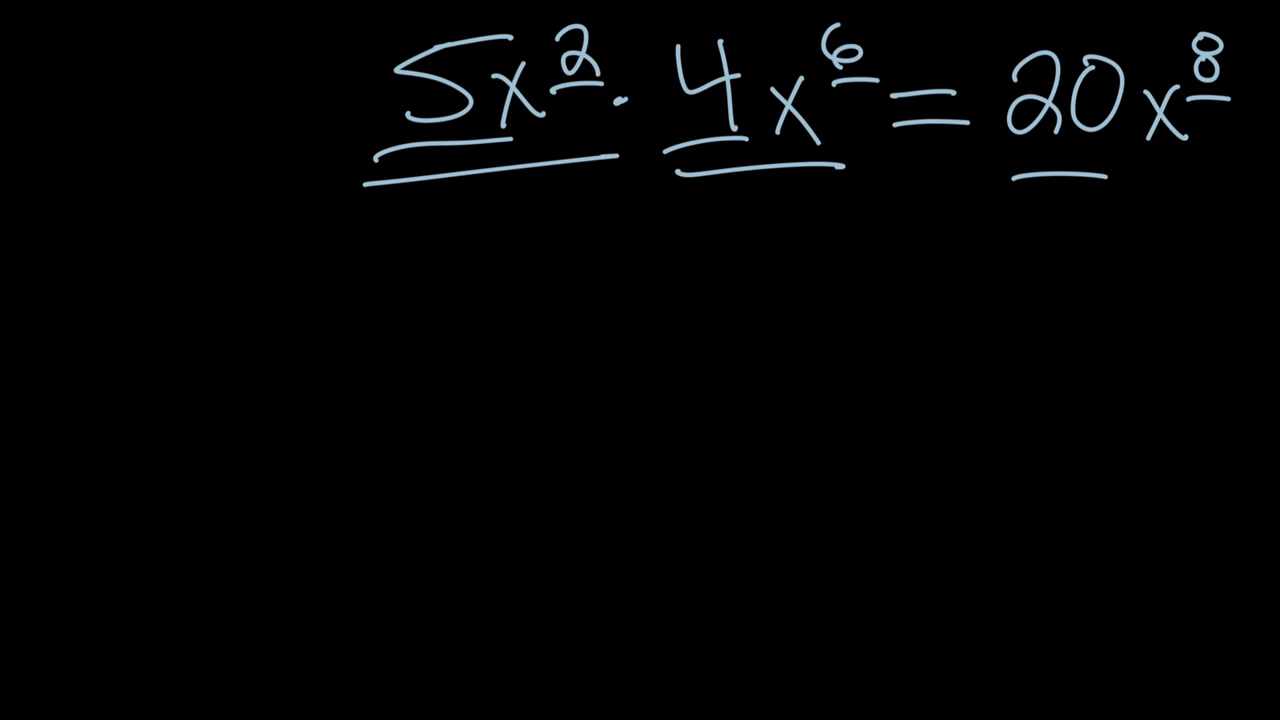 5x² · 4x⁶ = 20x⁸